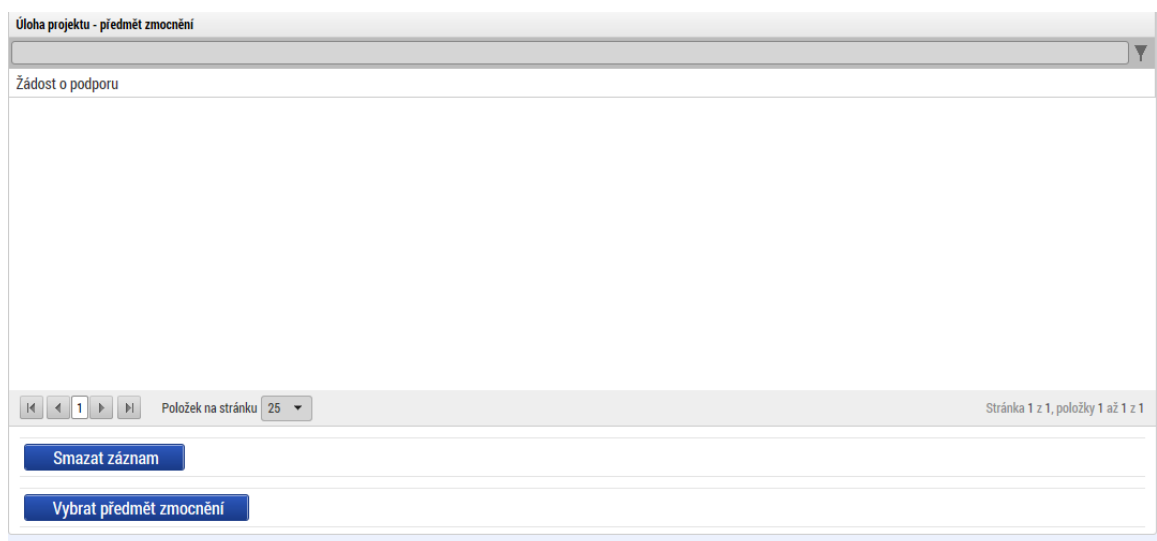 Úloha projektu - předmět zmocnění
Žádost o podporu
1 Položek na stránku 25 Stránka 1 z 1, položky 1 až 1 z 1
Smazat záznam
Vybrat předmět zmocnění